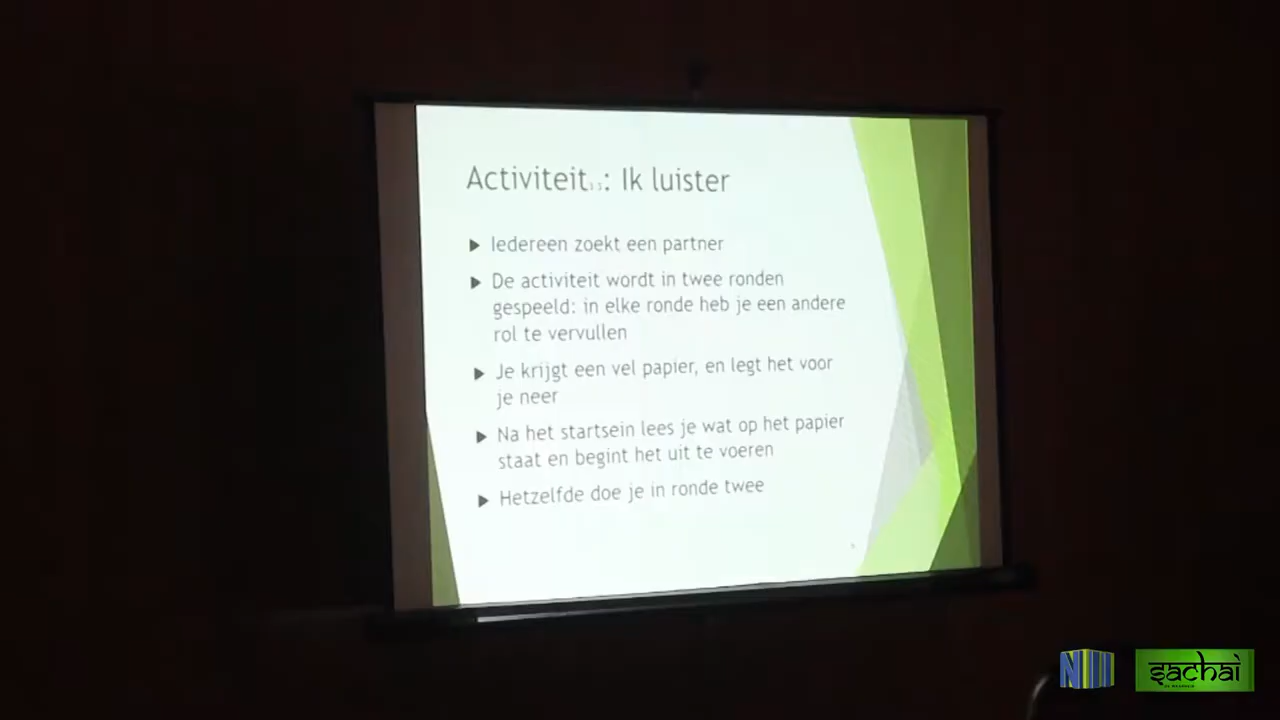 Activiteit: Ik luister
Iedereen zoekt een partner
De activiteit wordt in twee ronden
gespeeld: in elke ronde heb je een andere
rol te vervullen
Je krijgt een vel papier, en legt het voor
je neer
Na het startsein lees je wat op het papier
staat en begint het uit te voeren
Hetzelfde doe je in ronde twee
sachai